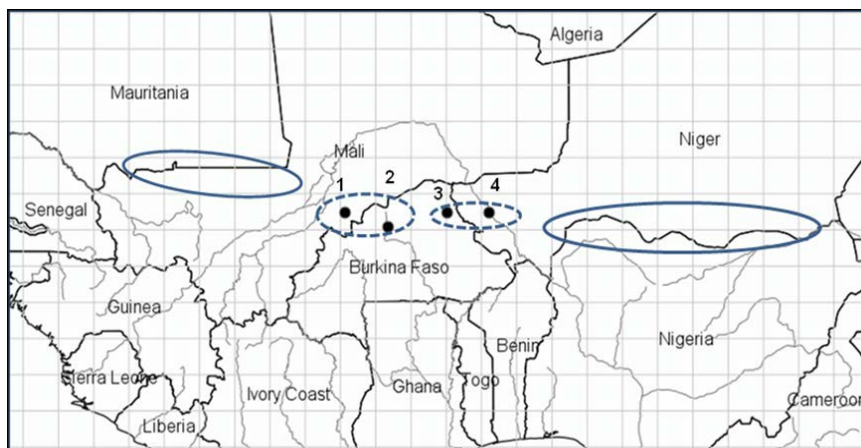 Algeria
Mauritania
Niger
Mali
1
2
3
4
Senegal
Burkina Faso
Guinea
Nigeria
Benin
Sierra Leone
Ivory Coast
Ghana
Togo
Cameroon
Liberia